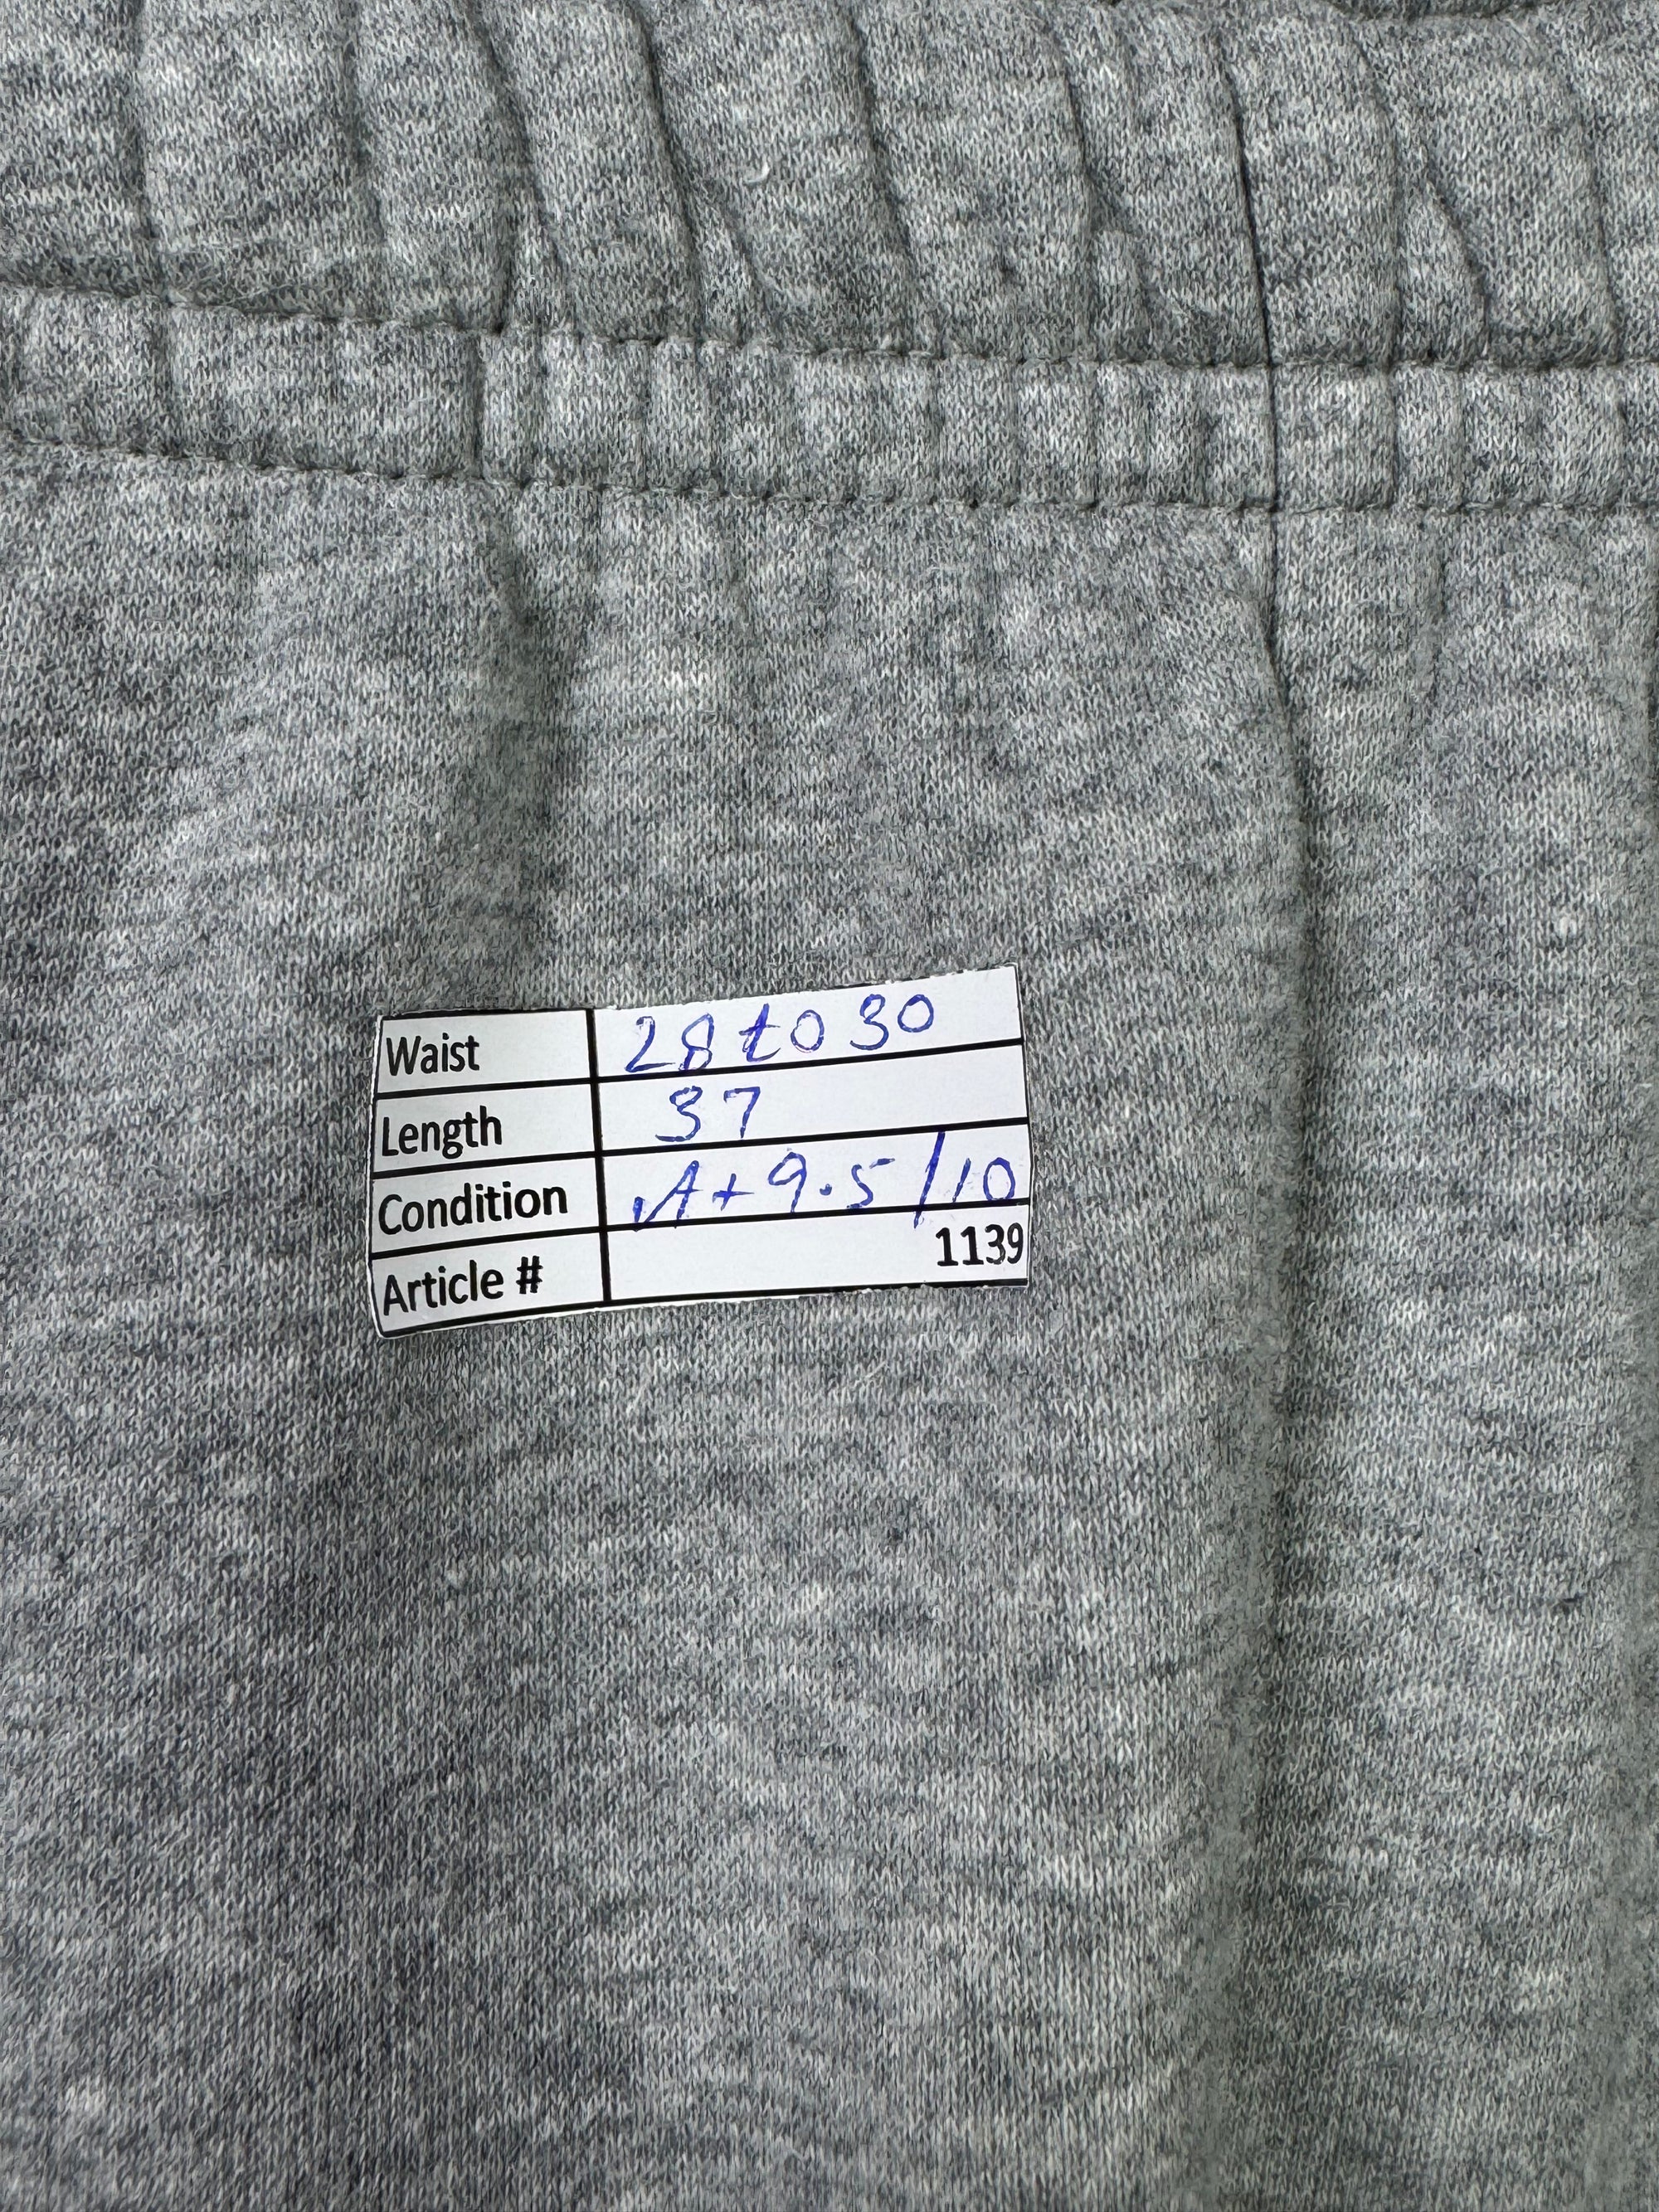 Waist 28 to 30
Length 37
Condition A+ 9.5/10
Article # 1139